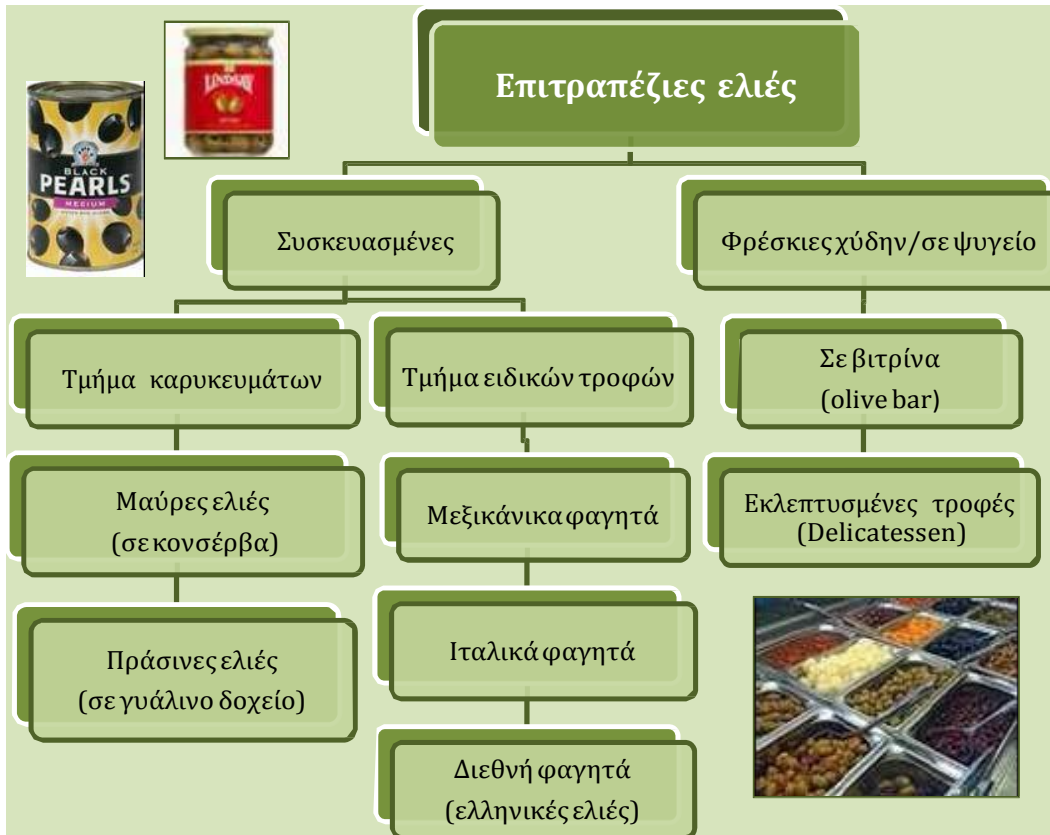 LINDSAY
BLACK
PEARLS
MEDIUM
Επιτραπέζιες ελιές
Συσκευασμένες
Φρέσκιες χύδην/σε ψυγείο
Τμήμα καρυκευμάτων
Τμήμα ειδικών τροφών
Σε βιτρίνα
(olive bar)
Μαύρες ελιές
(σε κονσέρβα)
Μεξικάνικα φαγητά
Εκλεπτυσμένες τροφές
(Delicatessen)
Πράσινες ελιές
(σε γυάλινο δοχείο)
Ιταλικά φαγητά
Διεθνή φαγητά
(ελληνικές ελιές)